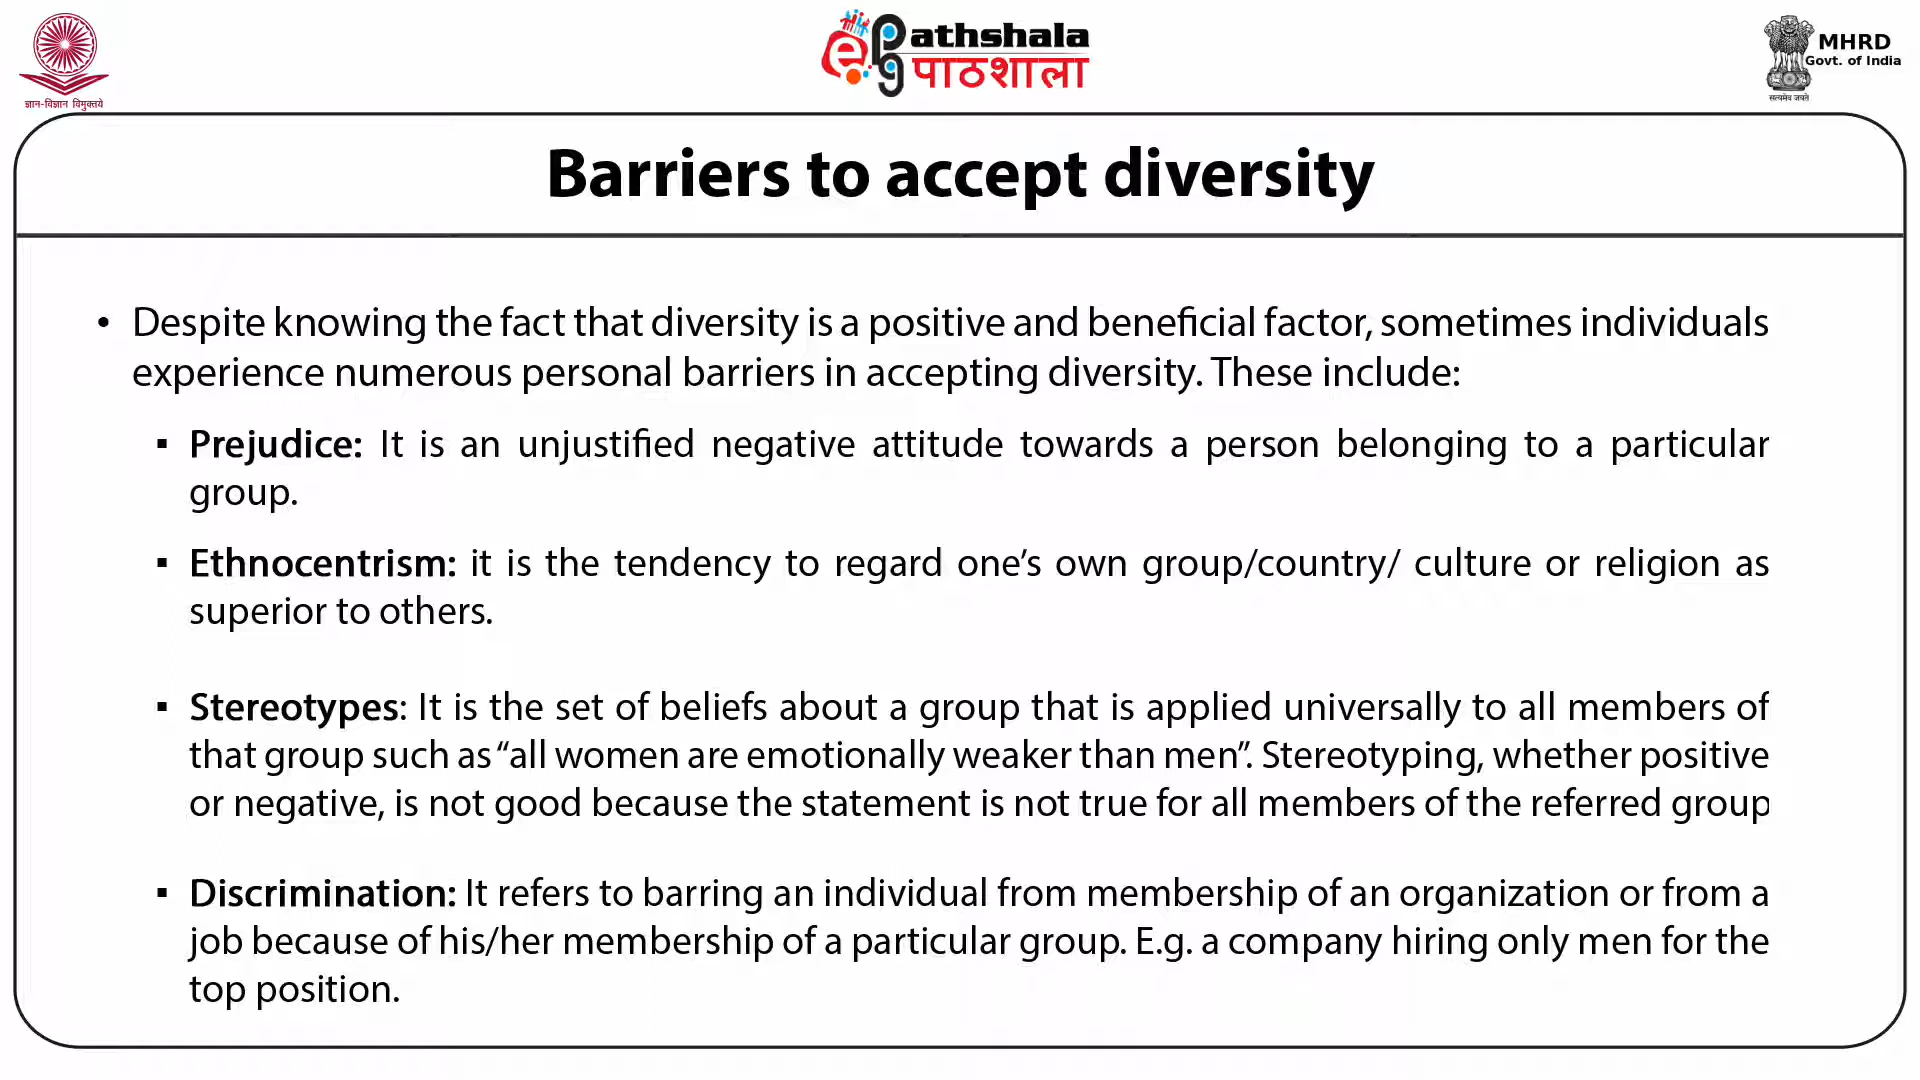 ज्ञान-विज्ञान विमुक्तये
ePathshala
पाठशाला
MHRD
Govt. of India
सत्यमेव जयते
Barriers to accept diversity
• Despite knowing the fact that diversity is a positive and beneficial factor, sometimes individuals
experience numerous personal barriers in accepting diversity. These include:
▪ Prejudice: It is an unjustified negative attitude towards a person belonging to a particular
group.
▪ Ethnocentrism: it is the tendency to regard one’s own group/country/ culture or religion as
superior to others.
▪ Stereotypes: It is the set of beliefs about a group that is applied universally to all members of
that group such as “all women are emotionally weaker than men”. Stereotyping, whether positive
or negative, is not good because the statement is not true for all members of the referred group
▪ Discrimination: It refers to barring an individual from membership of an organization or from a
job because of his/her membership of a particular group. E.g. a company hiring only men for the
top position.